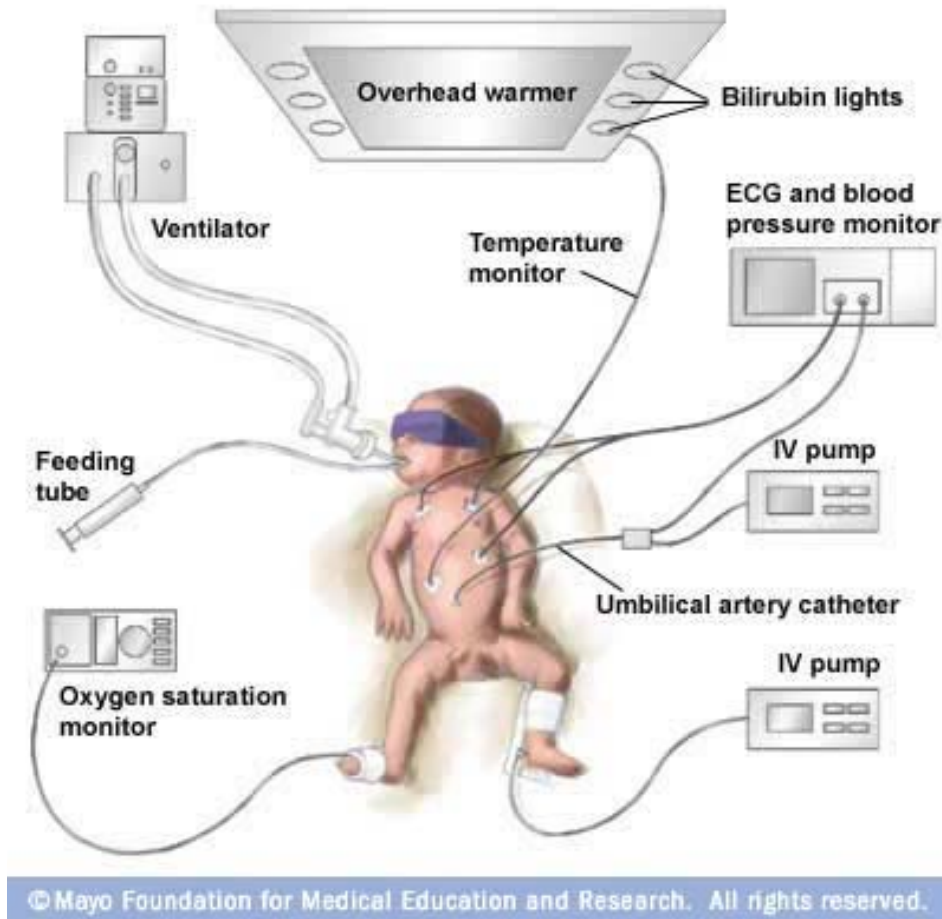 Overhead warmer
Bilirubin lights
Ventilator
Temperature
monitor
ECG and blood
pressure monitor
Feeding
tube
IV pump
Umbilical artery catheter
Oxygen saturation
monitor
IV pump
© Mayo Foundation for Medical Education and Research. All rights reserved.